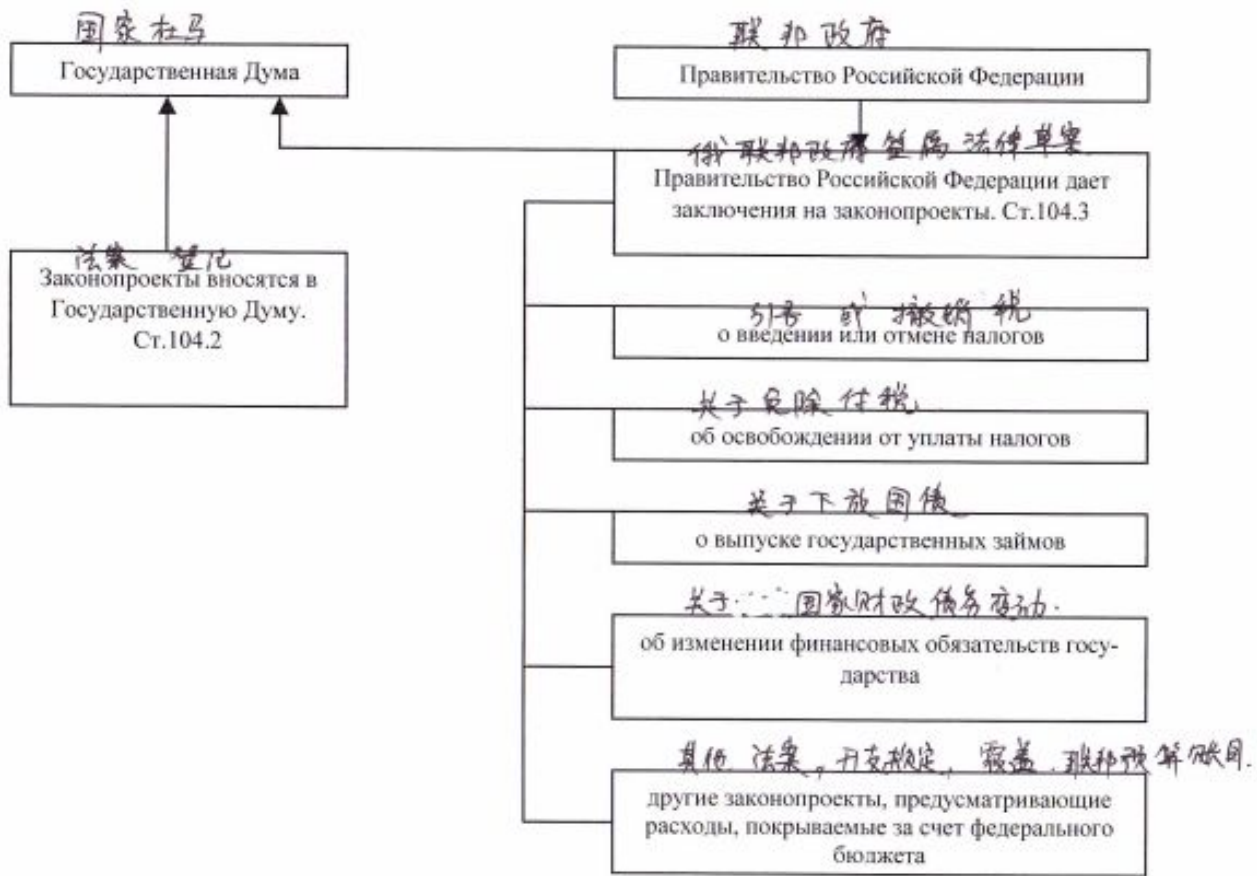 国家杜马
Государственная Дума
联邦政府
Правительство Российской Федерации
俄联邦政府签属法律草案
Правительство Российской Федерации дает
заключения на законопроекты. Ст.104.3
法案 登记
Законопроекты вносятся в
Государственную Думу.
Ст.104.2
引春 或 撤销 税
о введении или отмене налогов
关于免除付税
об освобождении от уплаты налогов
关于下放国债
о выпуске государственных займов
关于……国家财政债务变动.
об изменении финансовых обязательств госу-
дарства
其他 法案, 开支规定, 覆盖 联邦预算账目.
другие законопроекты, предусматривающие
расходы, покрываемые за счет федерального
бюджета